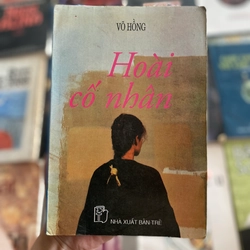 VÕ HỒNG
Hoài
cố nhân
NHÀ XUẤT BẢN TRẺ